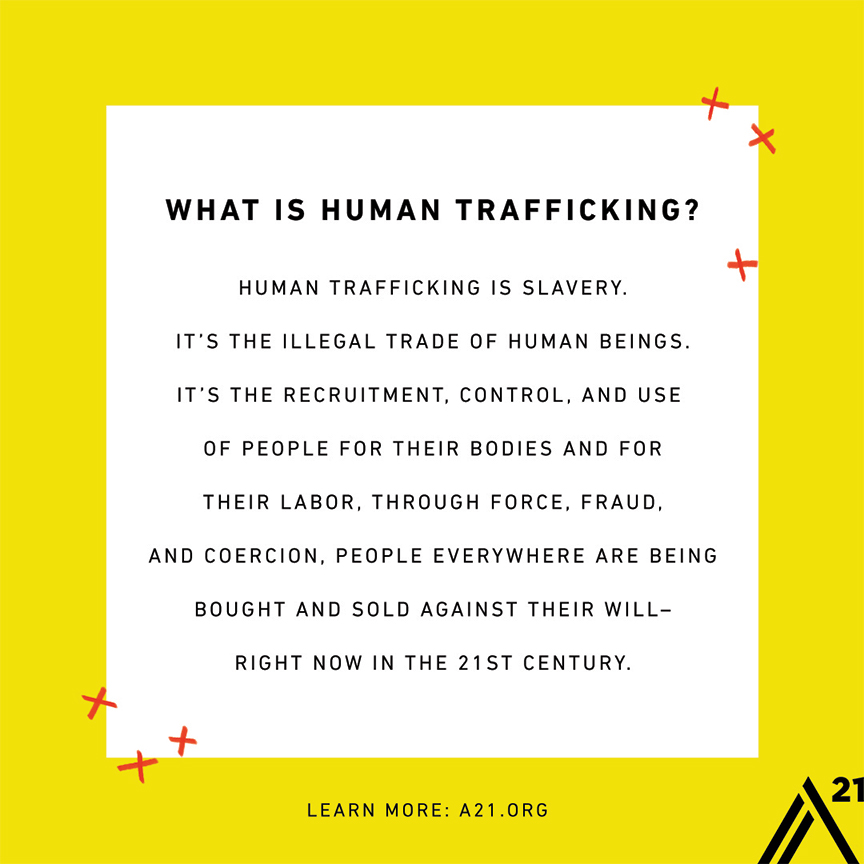 WHAT IS HUMAN TRAFFICKING?
HUMAN TRAFFICKING IS SLAVERY.
IT'S THE ILLEGAL TRADE OF HUMAN BEINGS.
IT'S THE RECRUITMENT, CONTROL, AND USE
OF PEOPLE FOR THEIR BODIES AND FOR
THEIR LABOR, THROUGH FORCE, FRAUD,
AND COERCION, PEOPLE EVERYWHERE ARE BEING
BOUGHT AND SOLD AGAINST THEIR WILL–
RIGHT NOW IN THE 21ST CENTURY.
LEARN MORE: A21.ORG
21